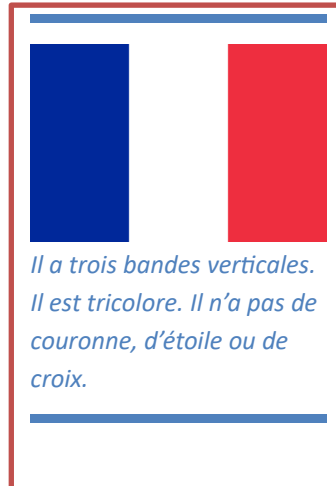 Il a trois bandes verticales.
Il est tricolore. Il n’a pas de
couronne, d’étoile ou de
croix.